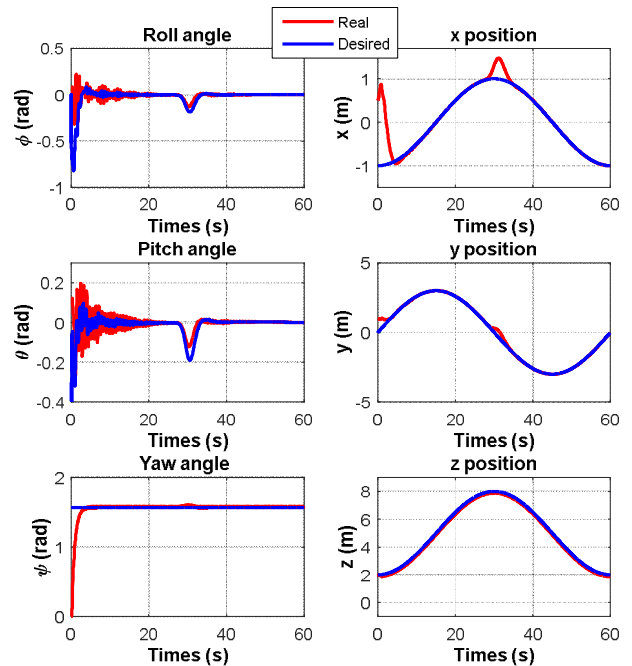 Real
Desired
Roll angle
0.5
0
-0.5
-1
ϕ (rad)
0 20 40 60
Times (s)
x position
1
0
-1
x (m)
0 20 40 60
Times (s)
Pitch angle
0.2
0
-0.2
-0.4
θ (rad)
0 20 40 60
Times (s)
y position
5
0
-5
y (m)
0 20 40 60
Times (s)
Yaw angle
2
1
0
ψ (rad)
0 20 40 60
Times (s)
z position
8
6
4
2
0
z (m)
0 20 40 60
Times (s)